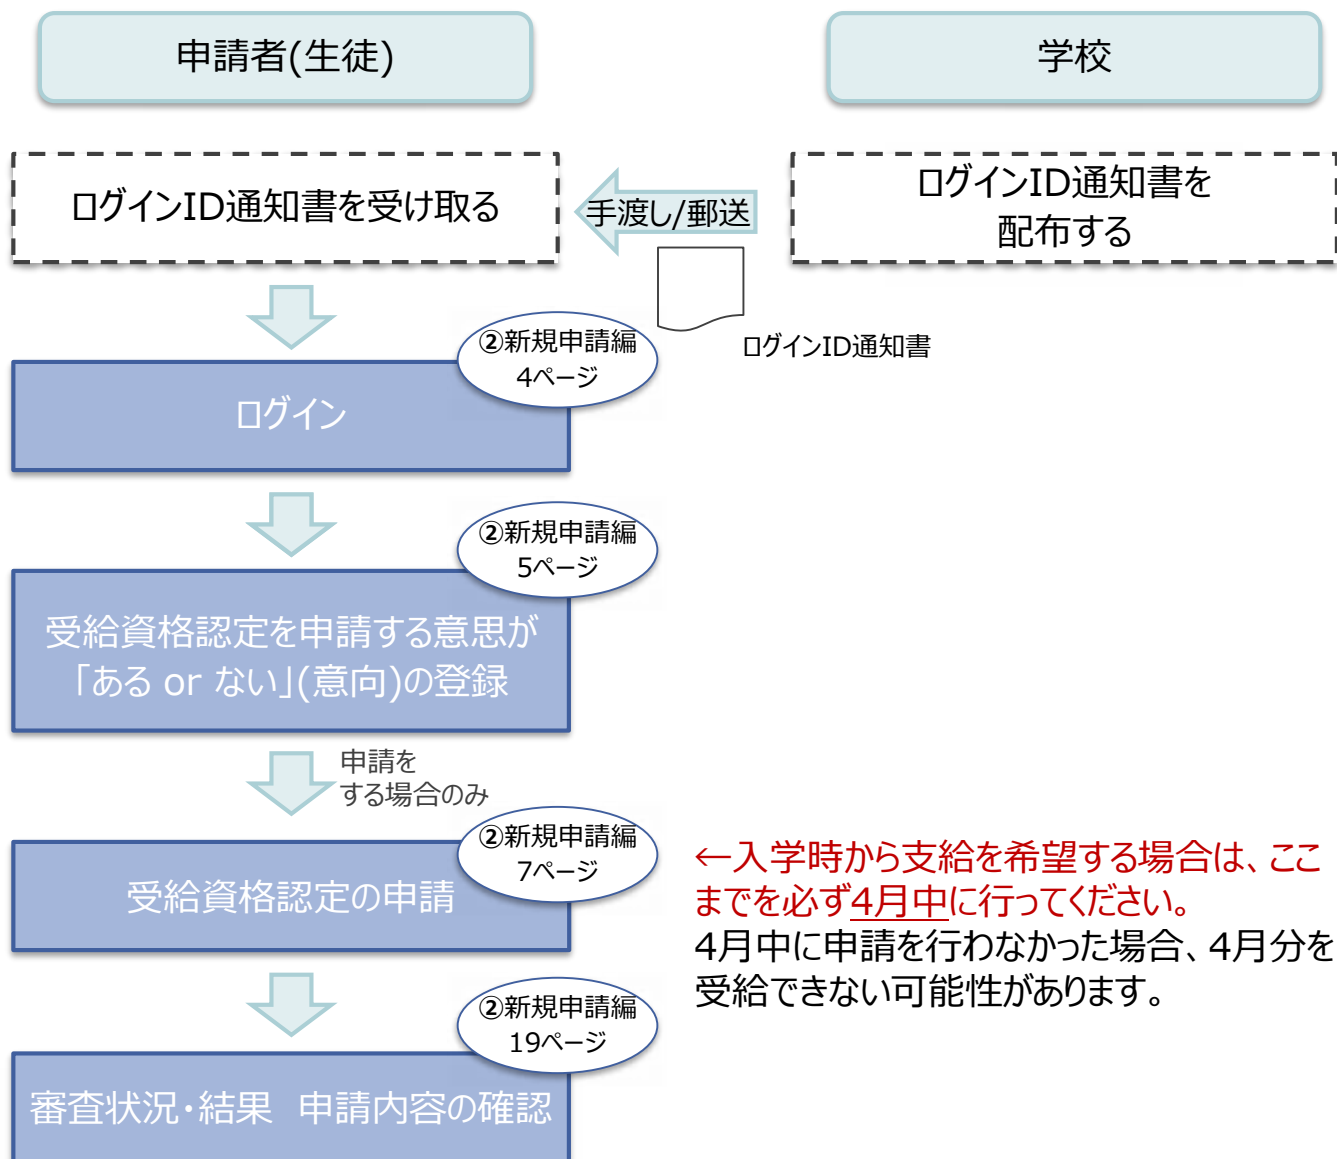 申請者(生徒)
学校
ログインID通知書を受け取る
手渡し/郵送
ログインID通知書を
配布する
ログインID通知書
②新規申請編
4ページ
ログイン
②新規申請編
5ページ
受給資格認定を申請する意思が
「ある or ない」(意向)の登録
申請を
する場合のみ
②新規申請編
7ページ
受給資格認定の申請
←入学時から支給を希望する場合は、ここ
までを必ず4月中に行ってください。
4月中に申請を行わなかった場合、4月分を
受給できない可能性があります。
②新規申請編
19ページ
審査状況・結果　申請内容の確認